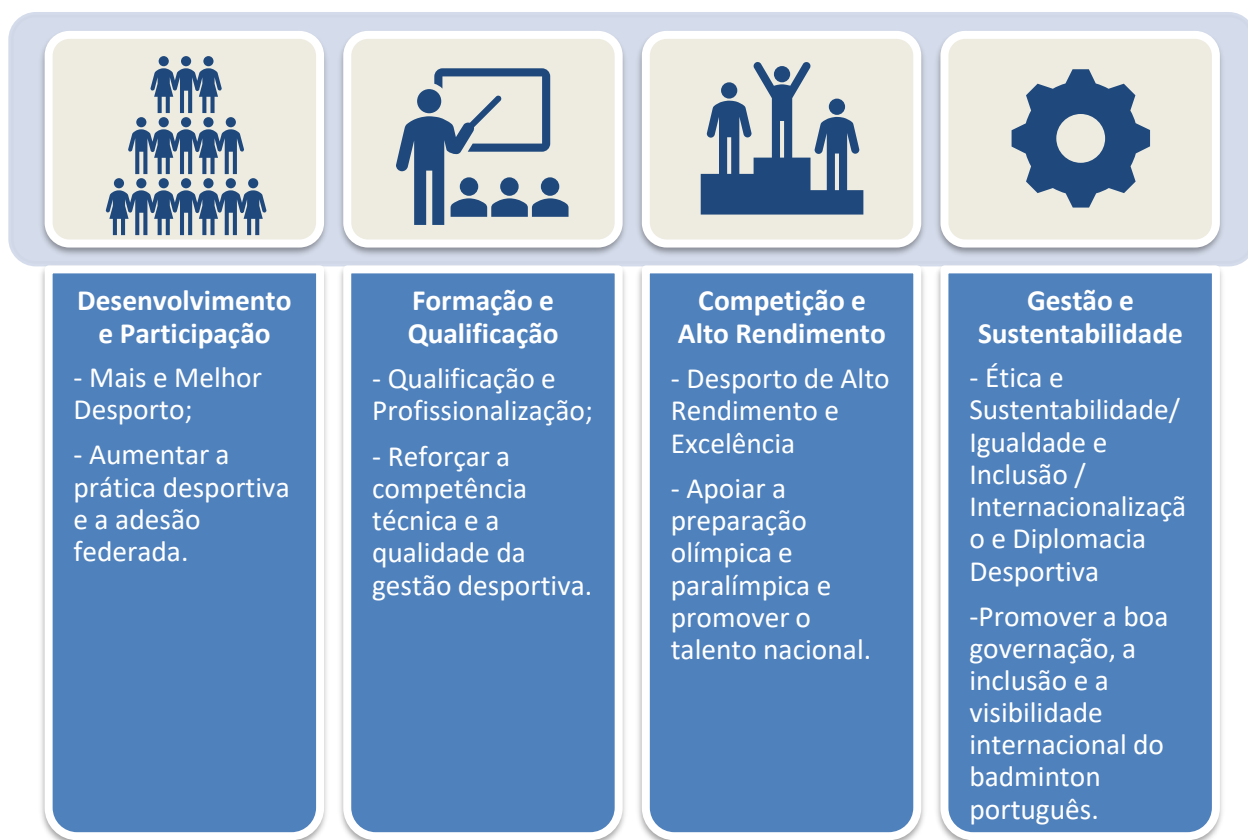 Desenvolvimento
e Participação
- Mais e Melhor
Desporto;
- Aumentar a
prática desportiva
e a adesão
federada.
Formação e
Qualificação
- Qualificação e
Profissionalização;
- Reforçar a
competência
técnica e a
qualidade da
gestão desportiva.
Competição e
Alto Rendimento
- Desporto de Alto
Rendimento e
Excelência
- Apoiar a
preparação
olímpica e
paralímpica e
promover o
talento nacional.
Gestão e
Sustentabilidade
- Ética e
Sustentabilidade/
Igualdade e
Inclusão /
Internacionalizaçã
o e Diplomacia
Desportiva
-Promover a boa
governação, a
inclusão e a
visibilidade
internacional do
badminton
português.